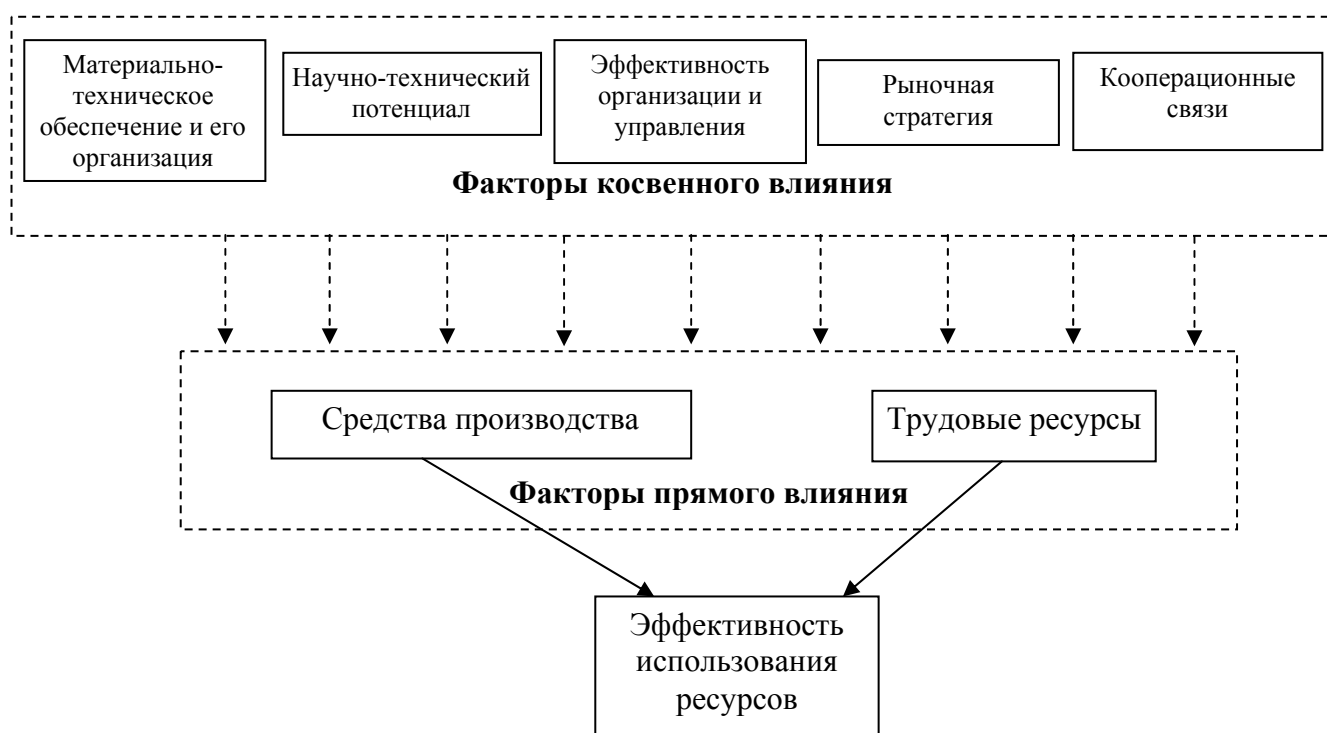 Материально-
техническое
обеспечение и его
организация
Научно-технический
потенциал
Эффективность
организации и
управления
Рыночная
стратегия
Кооперационные
связи
Факторы косвенного влияния
Средства производства
Трудовые ресурсы
Факторы прямого влияния
Эффективность
использования
ресурсов